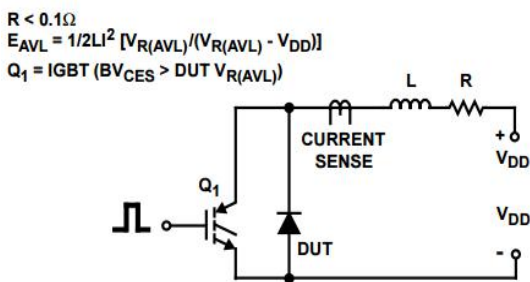 R < 0.1Ω
E_AVL = 1/2LI² [V_R(AVL)/(V_R(AVL) - V_DD)]
Q₁ = IGBT (BV_CES > DUT V_R(AVL))
L
R
CURRENT
SENSE
+
V_DD
Q₁
V_DD
DUT
-